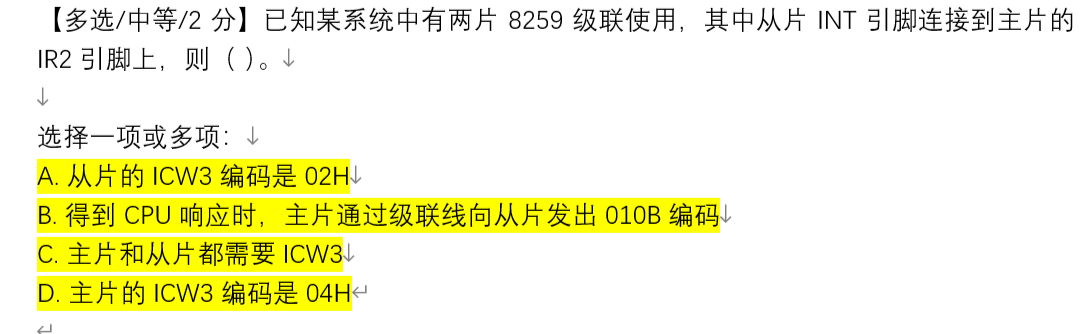 【多选/中等/2 分】已知某系统中有两片 8259 级联使用，其中从片 INT 引脚连接到主片的
IR2 引脚上，则（ ）。↓
↓
选择一项或多项：↓
A. 从片的 ICW3 编码是 02H↓
B. 得到 CPU 响应时，主片通过级联线向从片发出 010B 编码↓
C. 主片和从片都需要 ICW3↓
D. 主片的 ICW3 编码是 04H↵
↵